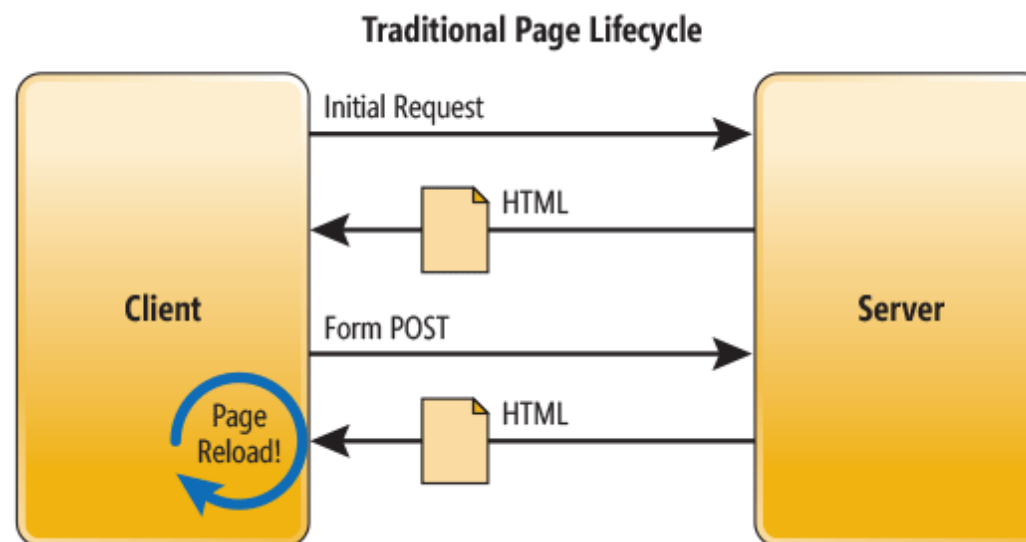 Traditional Page Lifecycle
Initial Request
HTML
Client
Server
Form POST
HTML
Page
Reload!